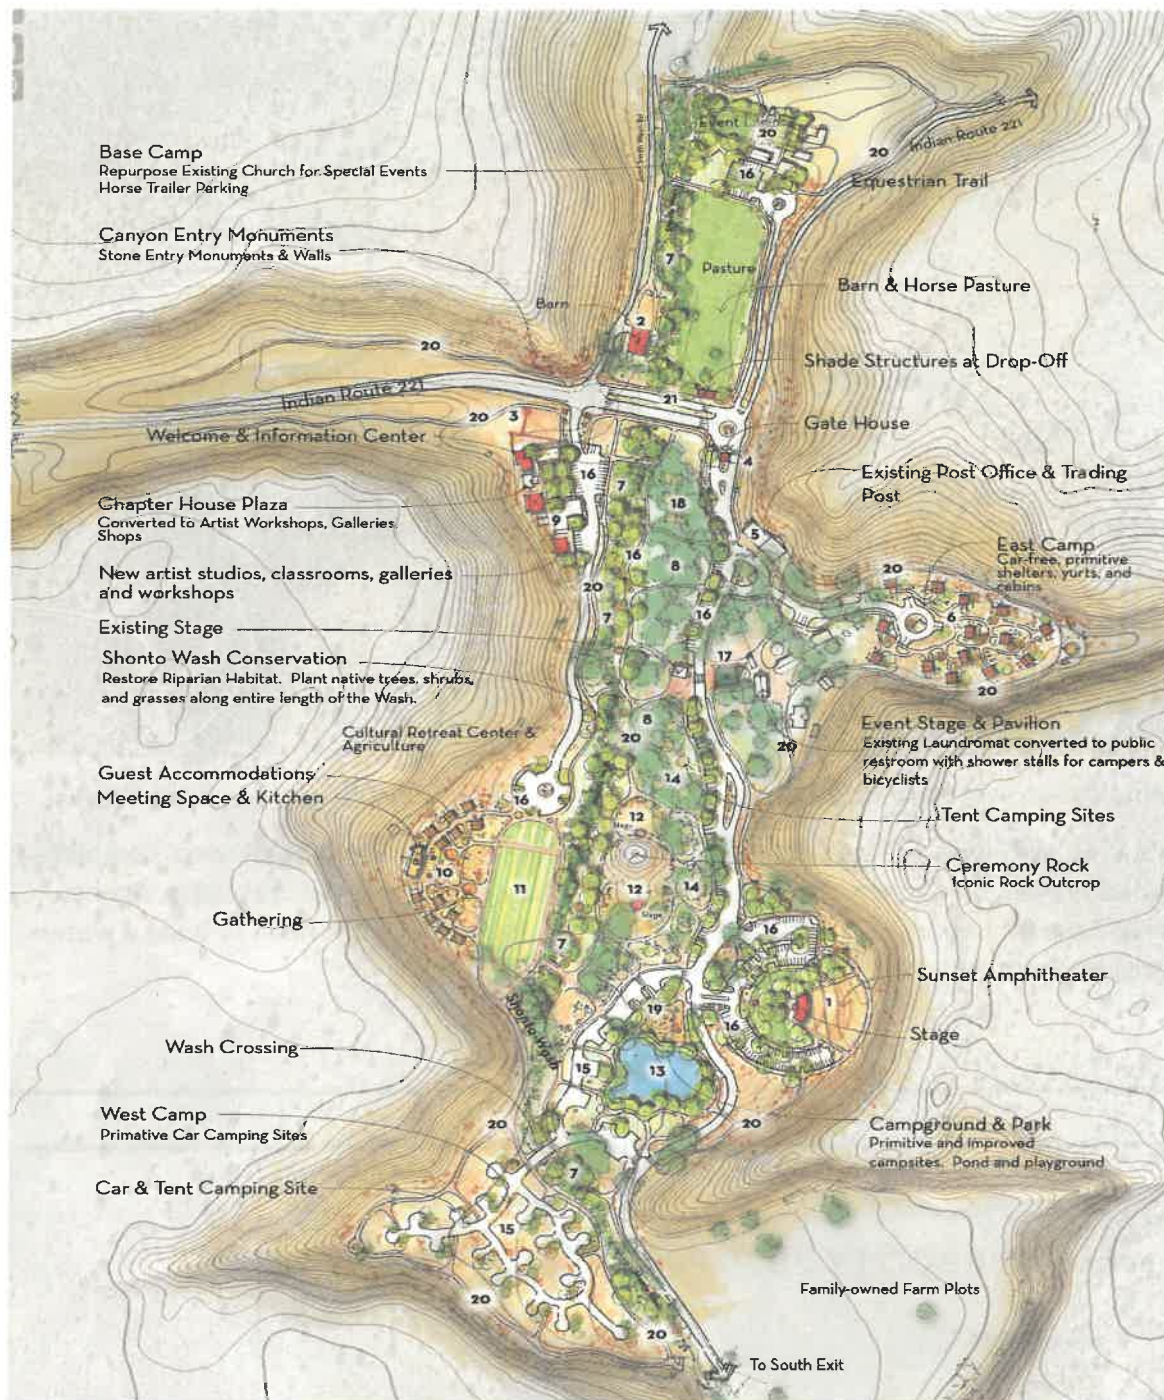 Base Camp
Repurpose Existing Church for Special Events
Horse Trailer Parking
Canyon Entry Monuments
Stone Entry Monuments & Walls
Event
20
16
20
Indian Route 221
Equestrian Trail
7
Pasture
Barn
2
Barn & Horse Pasture
20
Shade Structures at Drop-Off
Indian Route 221
21
20
3
Welcome & Information Center
Gate House
4
16
7
18
Existing Post Office & Trading
Post
Chapter House Plaza
Converted to Artist Workshops, Galleries
Shops
9
5
16
8
East Camp
Car-free, primitive
shelters, yurts, and
cabins
20
New artist studios, classrooms, galleries
and workshops
20
7
16
6
Existing Stage
17
Shonto Wash Conservation
Restore Riparian Habitat. Plant native trees, shrubs,
and grasses along entire length of the Wash.
20
8
20
Cultural Retreat Center &
Agriculture
Event Stage & Pavilion
Existing Laundromat converted to public
restroom with shower stalls for campers &
bicyclists
20
Guest Accommodations
Meeting Space & Kitchen
16
14
12
Stage
Tent Camping Sites
10
11
12
14
Stage
Ceremony Rock
Iconic Rock Outcrop
Gathering
7
16
Sunset Amphitheater
1
Stage
Shonto Wash
19
16
Wash Crossing
15
13
West Camp
Primative Car Camping Sites
20
20
Campground & Park
Primitive and improved
campsites. Pond and playground
7
Car & Tent Camping Site
15
20
Family-owned Farm Plots
20
To South Exit